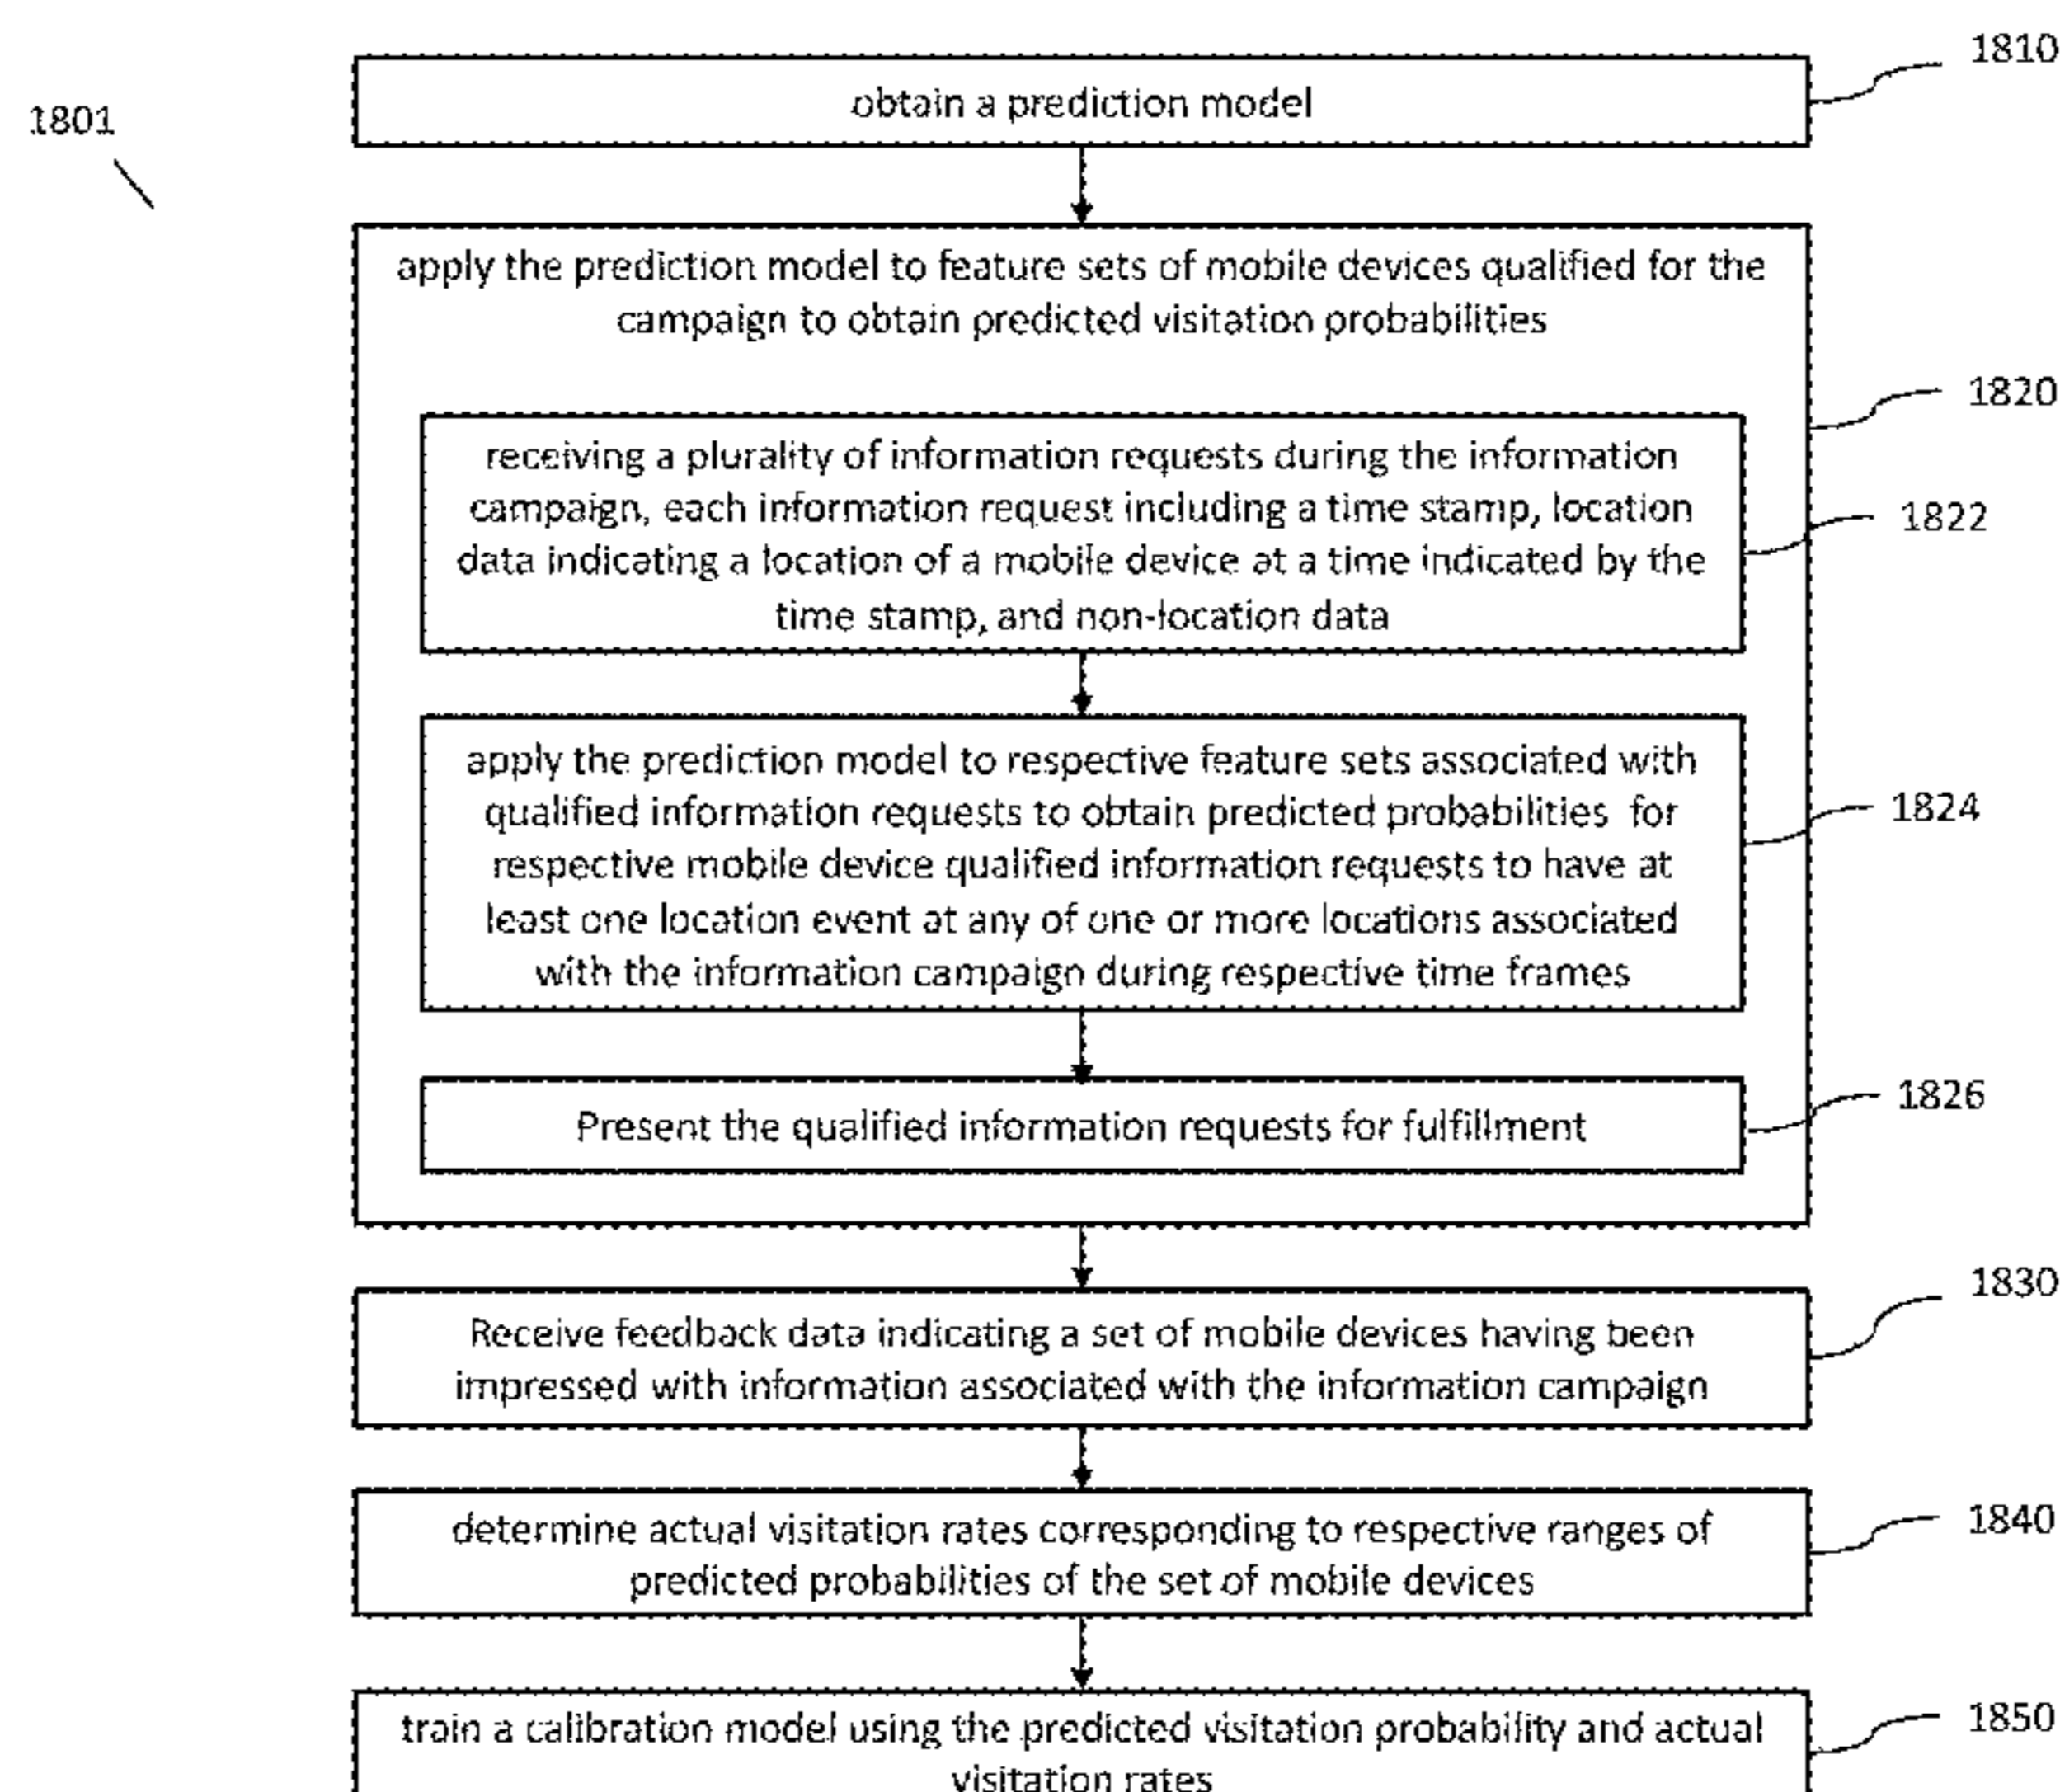 1810
obtain a prediction model
1801
apply the prediction model to feature sets of mobile devices qualified for the
campaign to obtain predicted visitation probabilities
1820
receiving a plurality of information requests during the information
campaign, each information request including a time stamp, location
data indicating a location of a mobile device at a time indicated by the
time stamp, and non-location data
1822
apply the prediction model to respective feature sets associated with
qualified information requests to obtain predicted probabilities for
respective mobile device qualified information requests to have at
least one location event at any of one or more locations associated
with the information campaign during respective time frames
1824
Present the qualified information requests for fulfillment
1826
Receive feedback data indicating a set of mobile devices having been
impressed with information associated with the information campaign
1830
determine actual visitation rates corresponding to respective ranges of
predicted probabilities of the set of mobile devices
1840
train a calibration model using the predicted visitation probability and actual
visitation rates
1850